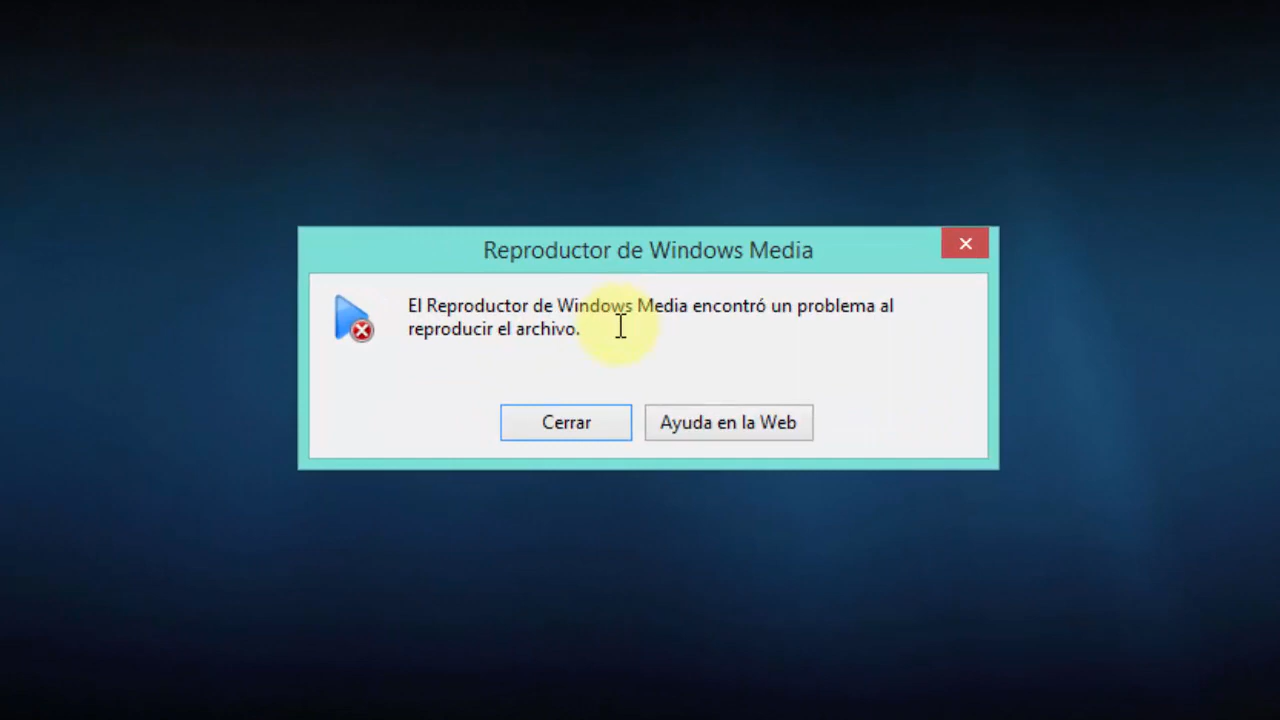 Reproductor de Windows Media
El Reproductor de Windows Media encontró un problema al
reproducir el archivo.
Cerrar
Ayuda en la Web